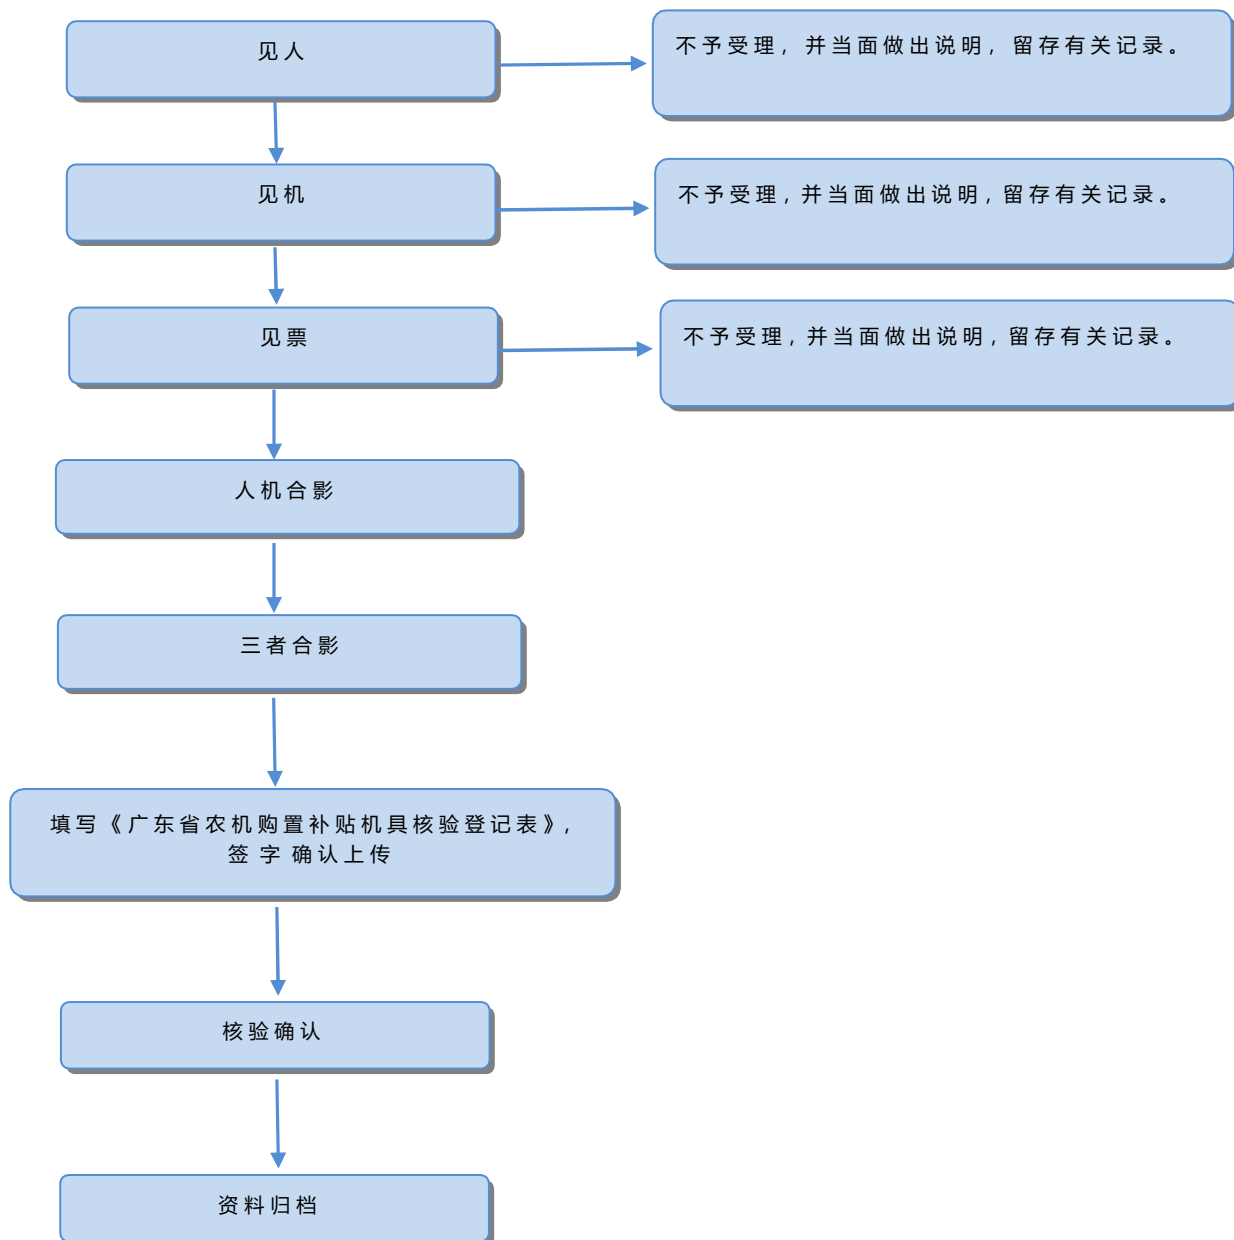 见人
不予受理，并当面做出说明，留存有关记录。
见机
不予受理，并当面做出说明，留存有关记录。
见票
不予受理，并当面做出说明，留存有关记录。
人机合影
三者合影
填写《广东省农机购置补贴机具核验登记表》，
签字确认上传
核验确认
资料归档